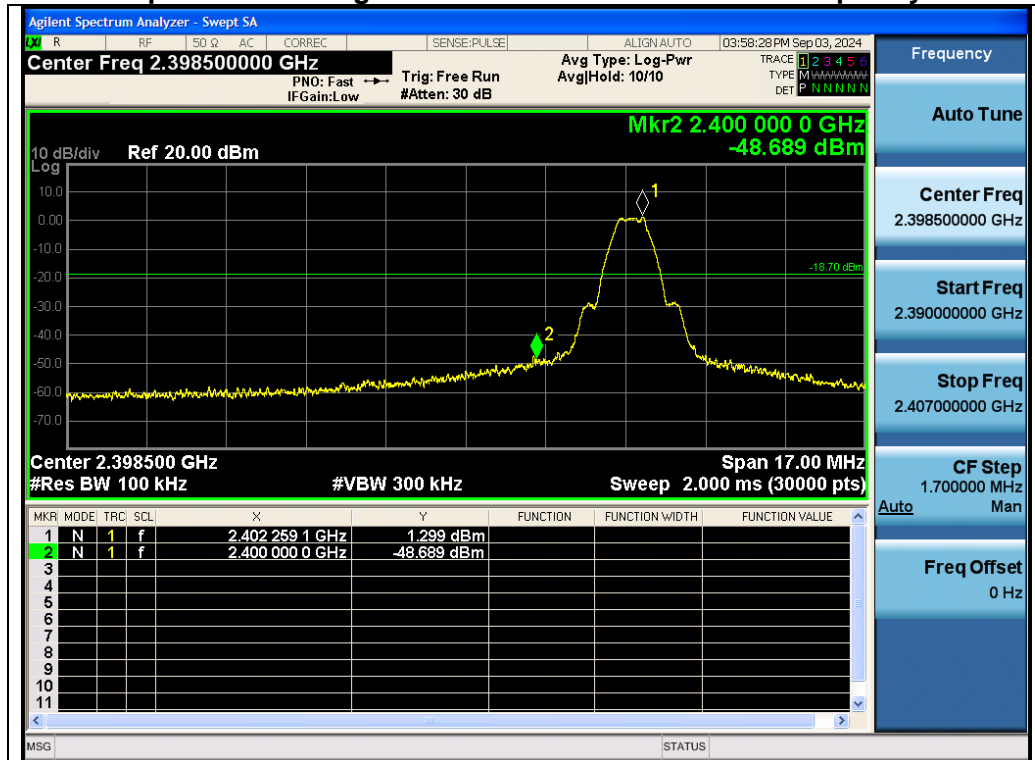 Agilent Spectrum Analyzer - Swept SA
LXI R RF 50 Ω AC CORREC SENSE:PULSE ALIGN AUTO 03:58:28 PM Sep 03, 2024
Center Freq 2.398500000 GHz
PNO: Fast
IFGain:Low
Trig: Free Run
#Atten: 30 dB
Avg Type: Log-Pwr
Avg|Hold: 10/10
TRACE 1 2 3 4 5 6
TYPE M W W W W W
DET P N N N N N
Mkr2 2.400 000 0 GHz
-48.689 dBm
10 dB/div Ref 20.00 dBm
Log
10.0
0.00
-10.0
-20.0
-30.0
-40.0
-50.0
-60.0
-70.0
1
-18.70 dBm
2
Center 2.398500 GHz Span 17.00 MHz
#Res BW 100 kHz #VBW 300 kHz Sweep 2.000 ms (30000 pts)
MKR MODE TRC SCL X Y FUNCTION FUNCTION WIDTH FUNCTION VALUE
1 N 1 f 2.402 259 1 GHz 1.299 dBm
2 N 1 f 2.400 000 0 GHz -48.689 dBm
3
4
5
6
7
8
9
10
11
MSG STATUS
Frequency
Auto Tune
Center Freq
2.398500000 GHz
Start Freq
2.390000000 GHz
Stop Freq
2.407000000 GHz
CF Step
1.700000 MHz
Auto Man
Freq Offset
0 Hz